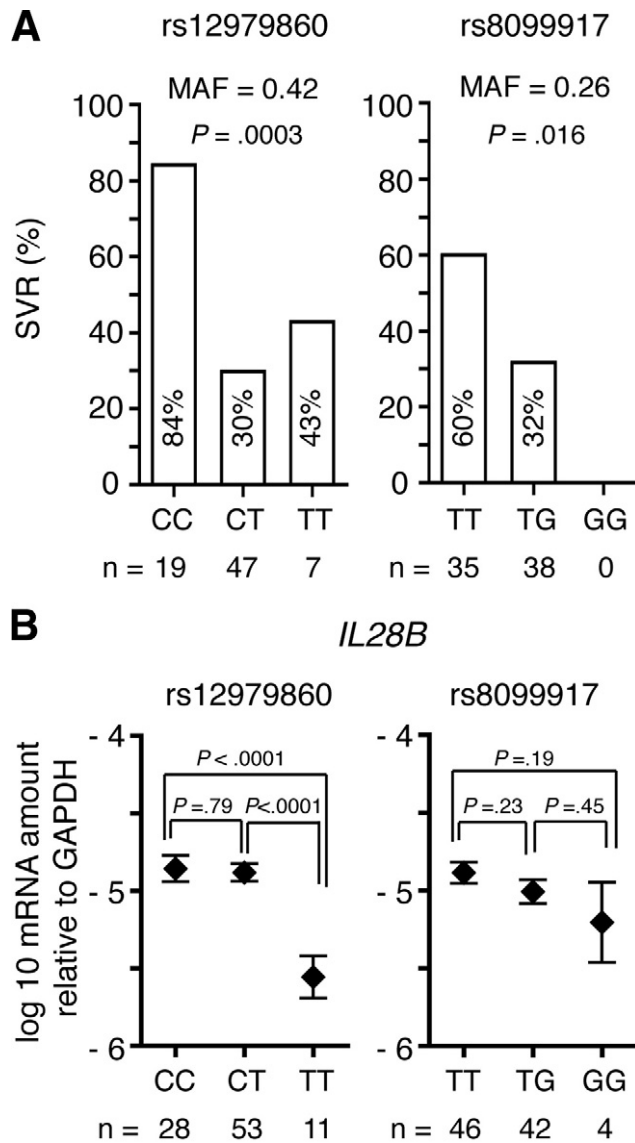 A
rs12979860 rs8099917
MAF = 0.42 MAF = 0.26
P = .0003 P = .016
SVR (%)
100 100
80 80
60 60
40 40
20 20
0 0
84% 30% 43% 60% 32%
CC CT TT TT TG GG
n = 19 47 7 n = 35 38 0
B
IL28B
rs12979860 rs8099917
log 10 mRNA amount
relative to GAPDH
- 4 - 4
P < .0001 P =.19
P =.79 P<.0001 P =.23 P =.45
- 5 - 5
- 6 - 6
CC CT TT TT TG GG
n = 28 53 11 n = 46 42 4